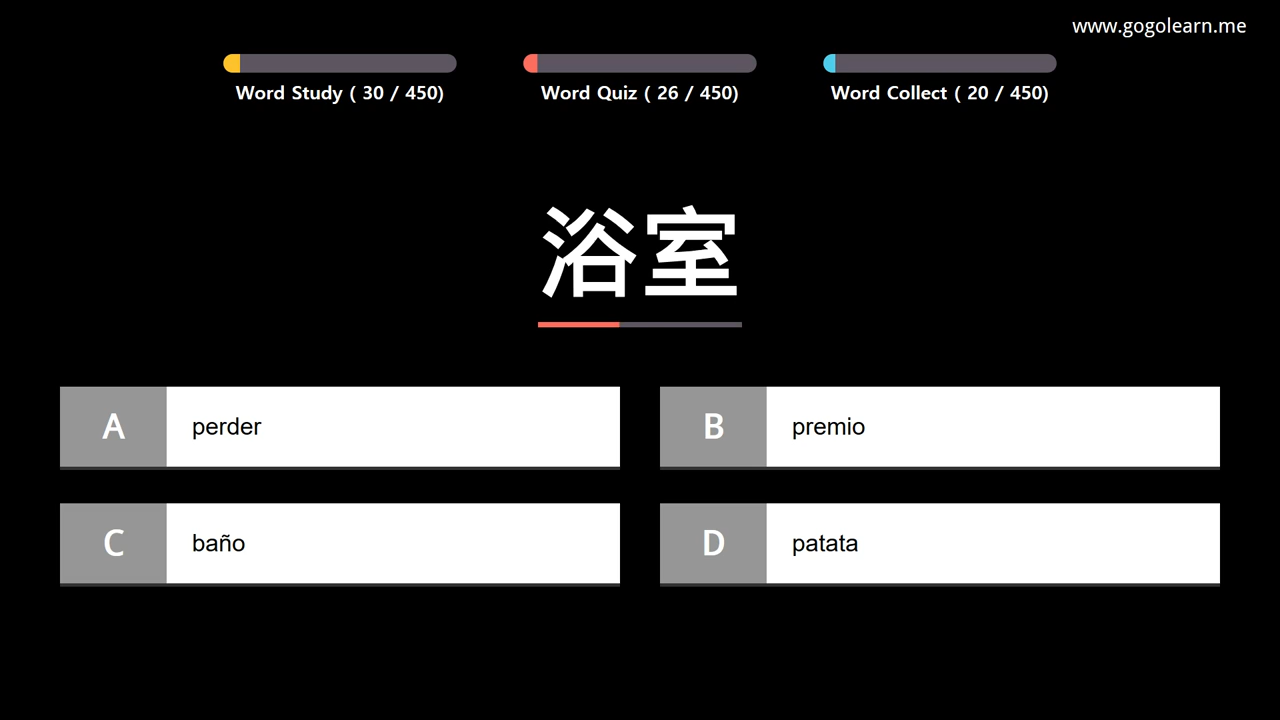 www.gogolearn.me
Word Study ( 30 / 450)
Word Quiz ( 26 / 450)
Word Collect ( 20 / 450)
浴室
A perder
B premio
C baño
D patata